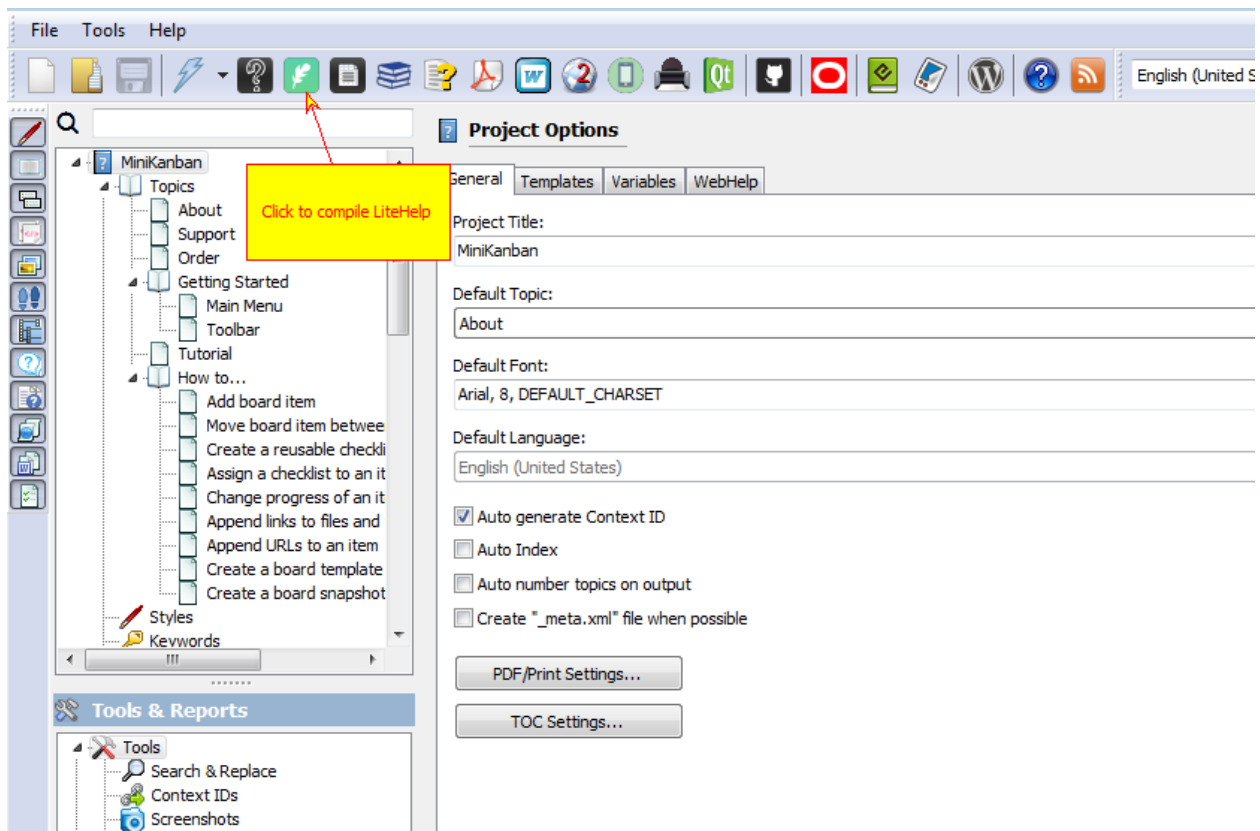 File Tools Help
English (United S
Project Options
MiniKanban
Topics
About
Support
Order
Getting Started
Main Menu
Toolbar
Tutorial
How to...
Add board item
Move board item betwee
Create a reusable checkli
Assign a checklist to an it
Change progress of an it
Append links to files and
Append URLs to an item
Create a board template
Create a board snapshot
Styles
Keywords
Click to compile LiteHelp
General Templates Variables WebHelp
Project Title:
MiniKanban
Default Topic:
About
Default Font:
Arial, 8, DEFAULT_CHARSET
Default Language:
English (United States)
Auto generate Context ID
Auto Index
Auto number topics on output
Create "_meta.xml" file when possible
PDF/Print Settings...
TOC Settings...
Tools & Reports
Tools
Search & Replace
Context IDs
Screenshots